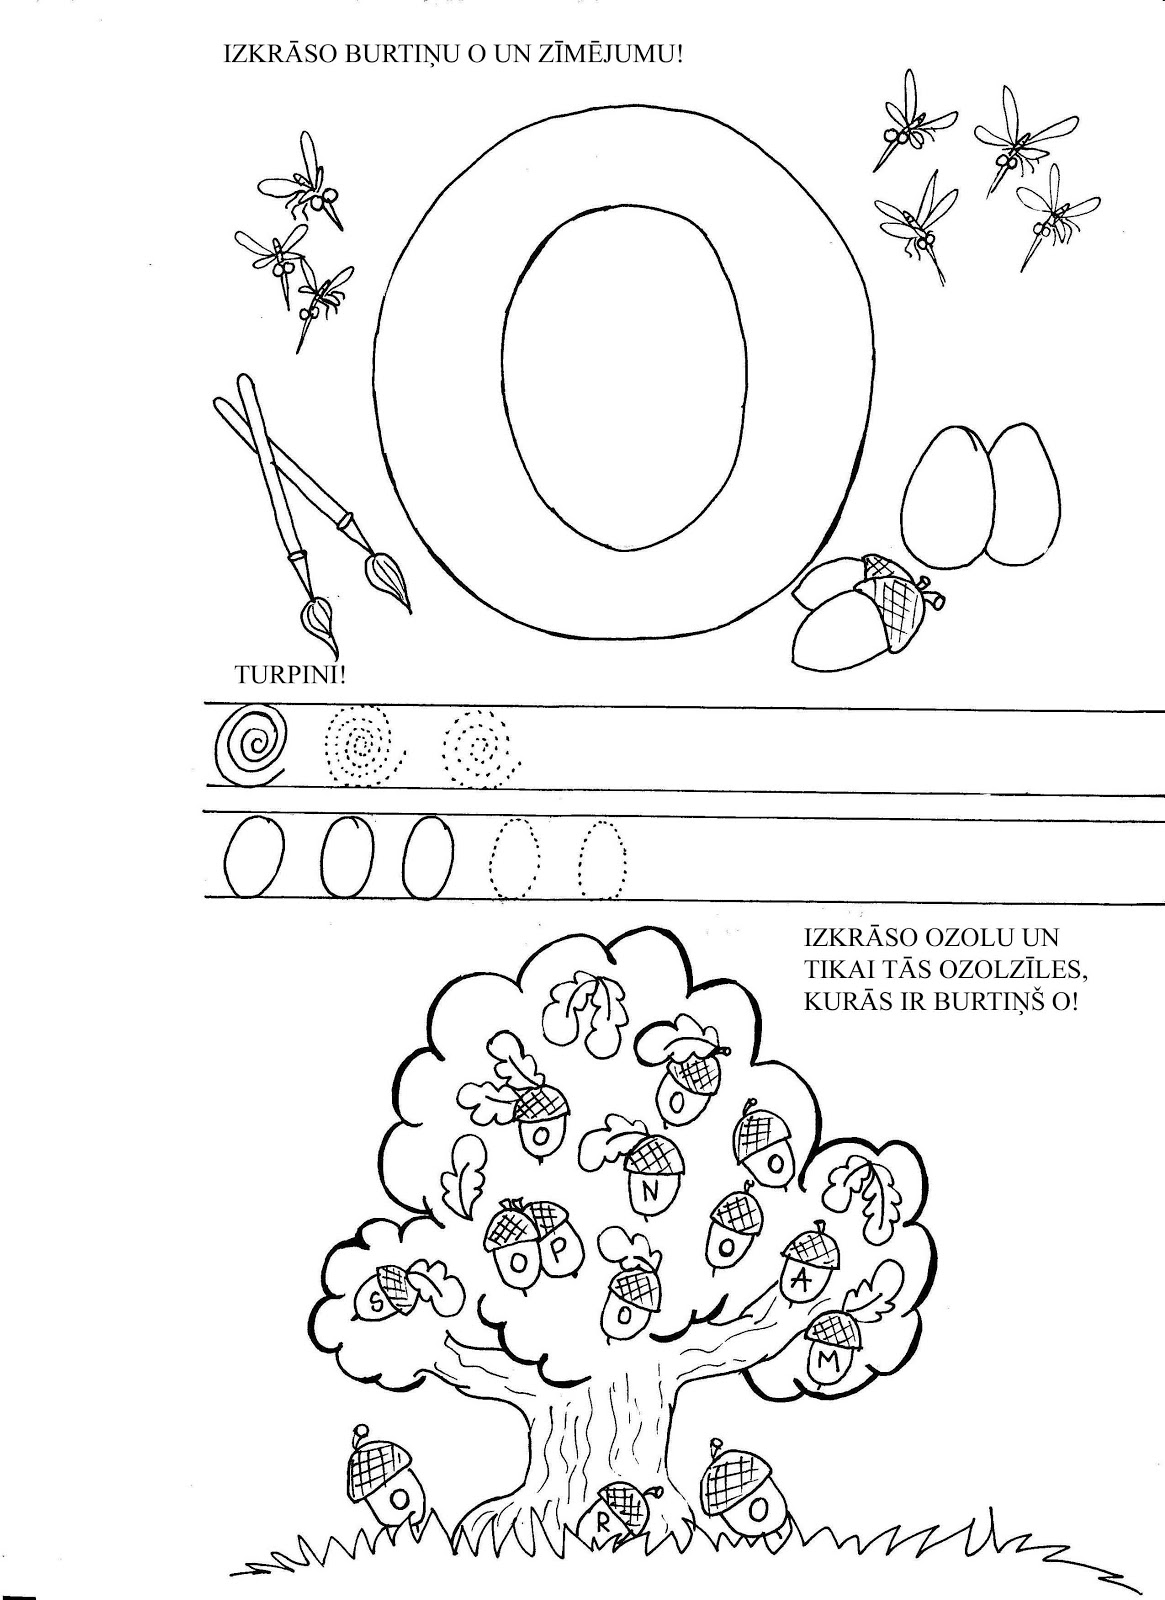 IZKRĀSO BURTIŅU O UN ZĪMĒJUMU!
O
TURPINI!
IZKRĀSO OZOLU UN
TIKAI TĀS OZOLZĪLES,
KURĀS IR BURTIŅŠ O!
O
O
O
N
O
O
P
S
O
A
M
O
R
O